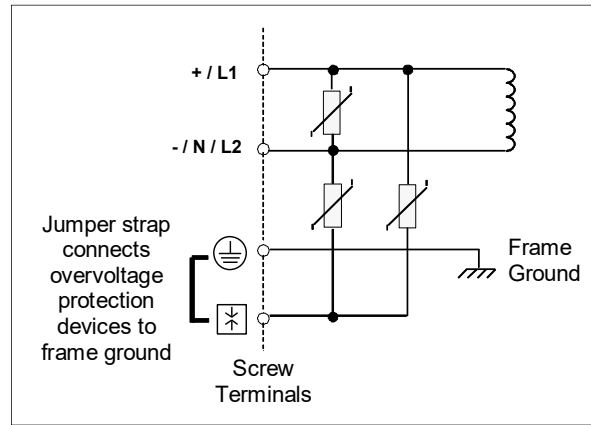 + / L1
- / N / L2
Jumper strap
connects
overvoltage
protection
devices to
frame ground
Frame
Ground
Screw
Terminals